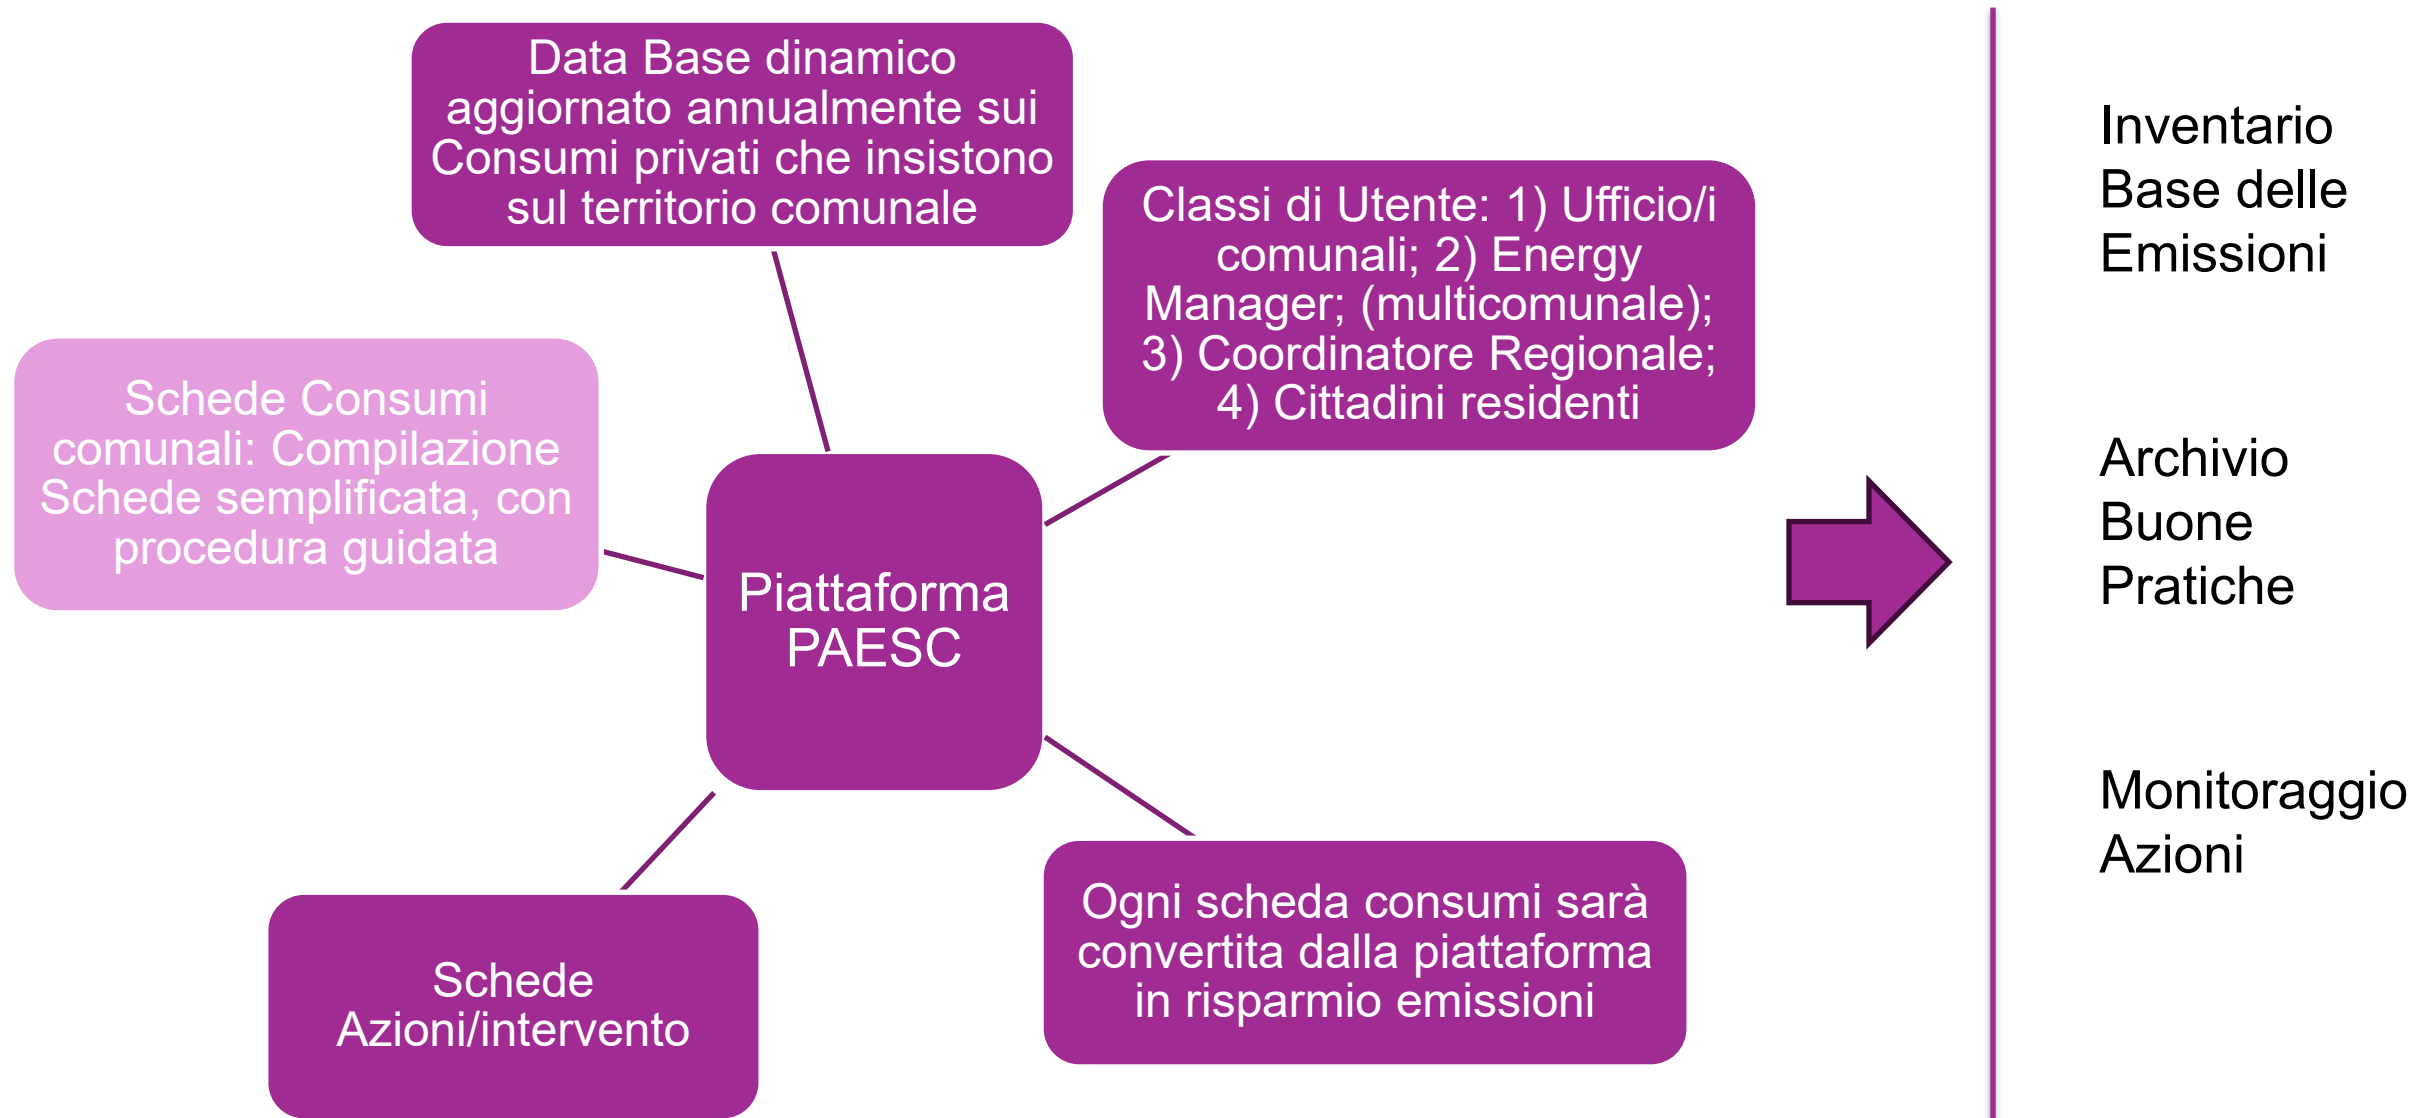 Data Base dinamico
aggiornato annualmente sui
Consumi privati che insistono
sul territorio comunale
Classi di Utente: 1) Ufficio/i
comunali; 2) Energy
Manager; (multicomunale);
3) Coordinatore Regionale;
4) Cittadini residenti
Schede Consumi
comunali: Compilazione
Schede semplificata, con
procedura guidata
Piattaforma
PAESC
Schede
Azioni/intervento
Ogni scheda consumi sarà
convertita dalla piattaforma
in risparmio emissioni
Inventario
Base delle
Emissioni
Archivio
Buone
Pratiche
Monitoraggio
Azioni